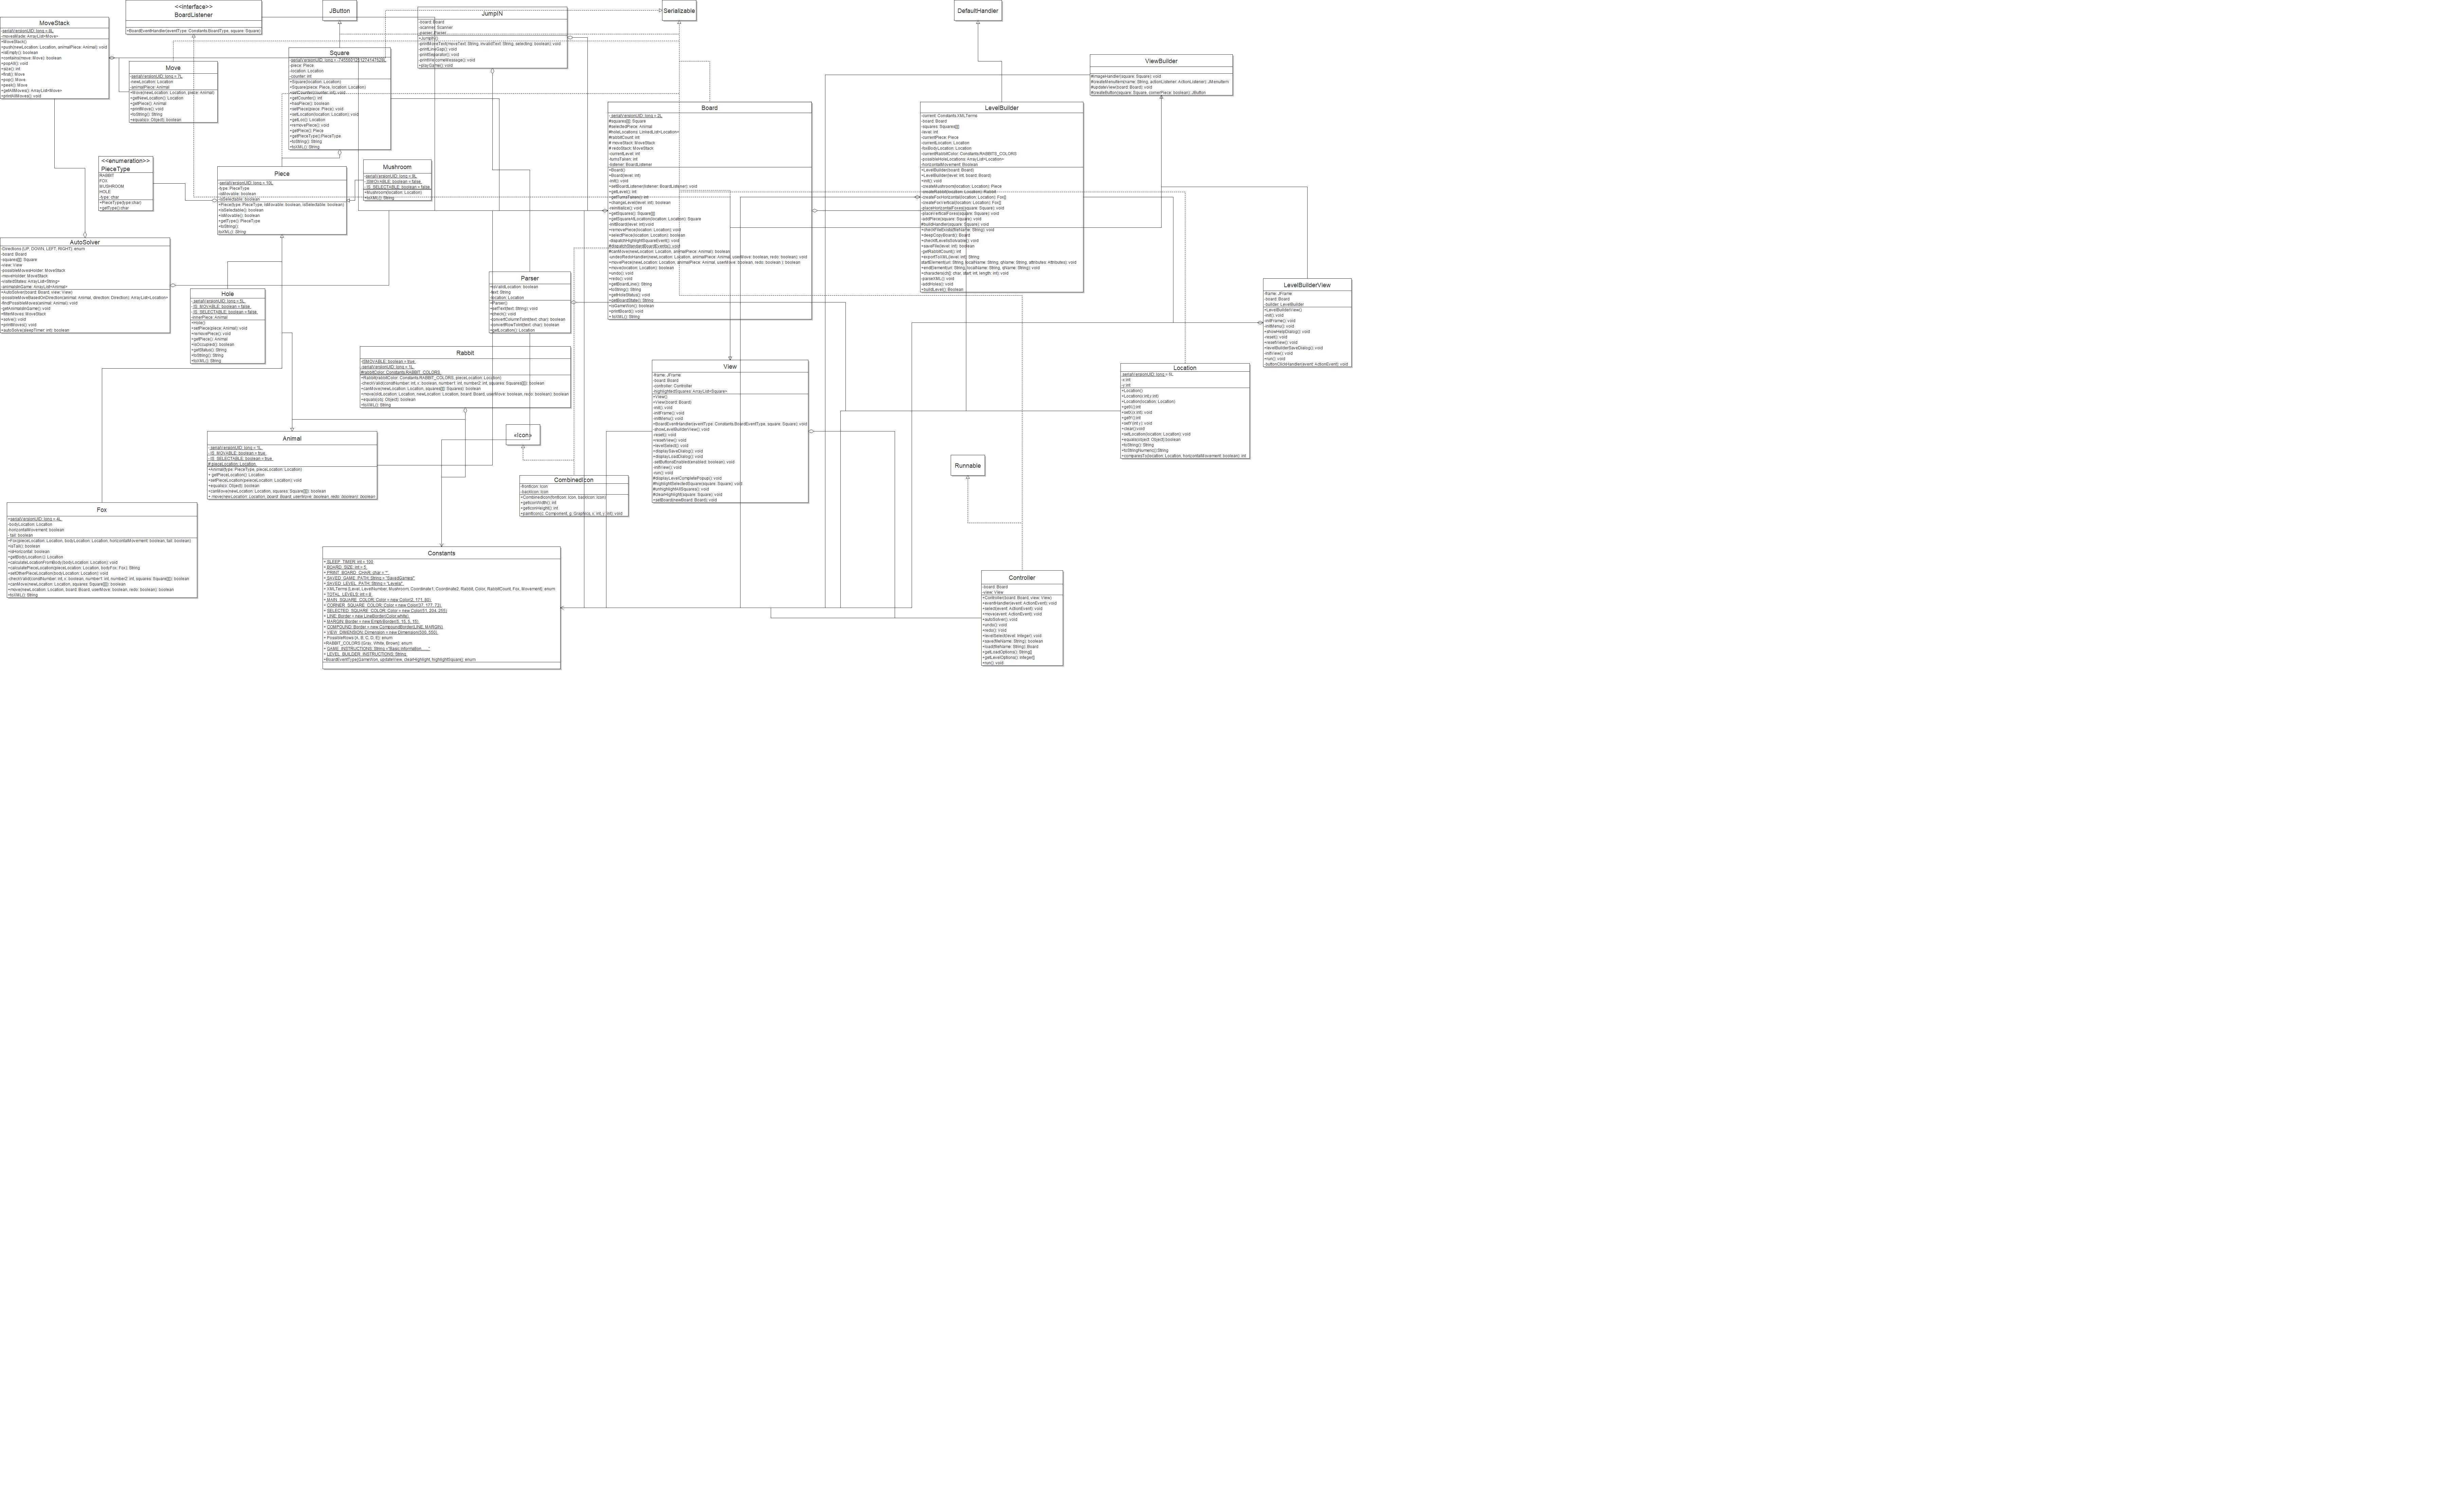 MoveStack
-serialVersionUID: long = 8L
-movesMade: ArrayList<Move>
+MoveStack()
+push(newLocation: Location, animalPiece: Animal): void
+isEmpty(): boolean
+contains(move: Move): boolean
+popAll(): void
+size(): int
+first(): Move
+pop(): Move
+peek(): Move
+getAllMoves(): ArrayList<Move>
+printAllMoves(): void
<<Interface>>
BoardListener
+BoardEventHandler(eventType: Constants.BoardType, square: Square)
JButton
JumpIN
-board: Board
-scanner: Scanner
-parser: Parser
+JumpIN()
-printMoveText(moveText: String, invalidText: String, selecting: boolean): void
-printLineGap(): void
-printSeparator(): void
-printWelcomeMessage(): void
+playGame(): void
Serializable
DefaultHandler
Move
-serialVersionUID: long = 7L
-newLocation: Location
-animalPiece: Animal
+Move(newLocation: Location, piece: Animal)
+getNewLocation(): Location
+getPiece(): Animal
+printMove(): void
+toString(): String
+equals(o: Object): boolean
Square
-piece: Piece
-location: Location
-counter: int
+Square(location: Location)
+Square(piece: Piece, location: Location)
+setCounter(counter: int): void
+getCounter(): int
+hasPiece(): boolean
+setPiece(piece: Piece): void
+setLocation(location: Location): void
+getLoc(): Location
+removePiece(): void
+getPiece(): Piece
+getPieceType():PieceType
+toString(): String
+toXML(): String
ViewBuilder
#imageHandler(square: Square): void
#createMenuItem(name: String, actionListener: ActionListener): JMenuItem
#updateView(board: Board): void
#createButton(square: Square, cornerPiece: boolean): JButton
<<enumeration>>
PieceType
RABBIT
FOX
MUSHROOM
HOLE
-type: char
+PieceType(type:char)
+getType():char
Piece
-serialVersionUID: long = 10L
-type: PieceType
-isMovable: boolean
-isSelectable: boolean
+Piece(type: PieceType, isMovable: boolean, isSelectable: boolean)
+isSelectable(): boolean
+isMovable(): boolean
+getType(): PieceType
+toString()
toXML(): String
Mushroom
-serialVersionUID: long = 9L
-ISMOVABLE: boolean = false
-IS_SELECTABLE: boolean = false
+Mushroom(location: Location)
+toXML(): String
Board
-serialVersionUID: long = 2L
#squares[][]: Square
#selectedPiece: Animal
#holeLocations: LinkedList<Location>
#rabbitCount: int
# moveStack: MoveStack
# redoStack: MoveStack
-currentLevel: int
-turnsTaken: int
-listener: BoardListener
+Board()
+Board(level: int)
-init(): void
+setBoardListener(listener: BoardListener): void
+getLevel(): int
+getTurnsTaken(): int
+changeLevel(level: int): boolean
+reinitialize(): void
+getSquares(): Square[][]
+getSquareAtLocation(location: Location): Square
-initBoard(level: int):void
+removePiece(location: Location): void
+selectPiece(location: Location): boolean
-dispatchHighlightSquareEvent(): void
#dispatchStandardBoardEvents(): void
#canMove(newLocation: Location, animalPiece: Animal): boolean
-undoRedoHandler(newLocation: Location, animalPiece: Animal, userMove: boolean, redo: boolean): void
+movePiece(newLocation: Location, animalPiece: Animal, userMove: boolean, redo: boolean ): boolean
+move(location: Location): boolean
+undo(): void
+redo(): void
+getBoardLine(): String
+toString(): String
+getHoleStatus(): void
+getBoardState(): String
+isGameWon(): boolean
+printBoard(): void
+ toXML(): String
LevelBuilder
-current: Constants.XMLTerms
-board: Board
-squares: Squares[][]
-level: int
-currentPiece: Piece
-currentLocation: Location
-foxBodyLocation: Location
-currentRabbitColor: Constants.RABBITS_COLORS
-possibleHoleLocations: ArrayList<Location>
-horizontalMovement: Boolean
+LevelBuilder(board: Board)
+LevelBuilder(level: int, board: Board)
+init(): void
-createMushroom(location: Location): Piece
-createRabbit(location: Location): Rabbit
-createFoxHorizontal(location: Location): Fox[]
-createFoxVertical(location: Location): Fox[]
-placeHorizontalFoxes(square: Square): void
-placeVerticalFoxes(square: Square): void
-addPiece(square: Square): void
#buildHandler(square: Square): void
+checkFileExists(fileName: String): void
+deepCopyBoard(): Board
+checkIfLevelIsSolvable(): void
+saveFile(level: int): boolean
-getRabbitCount(): int
+exportToXML(level: int): String
startElement(uri: String, localName: String, qName: String, attributes: Attributes): void
+endElement(uri: String, localName: String, qName: String): void
+characters(ch[]: char, start: int, length: int): void
-parseXML(): void
-addHoles(): void
+buildLevel(): Boolean
AutoSolver
-Directions {UP, DOWN, LEFT, RIGHT}: enum
-board: Board
-squares[][]: Square
-view: View
-possibleMovesHolder: MoveStack
-moveHolder: MoveStack
-visitedStates: ArrayList<String>
-animalsInGame: ArrayList<Animal>
+AutoSolver(board: Board, view: View)
-possibleMoveBasedOnDirection(animal: Animal, direction: Direction): ArrayList<Location>
-findPossibleMoves(animal: Animal): void
-getAnimalsInGame(): void
-filterMoves: MoveStack
+solve(): void
+printMoves(): void
+autoSolve(sleepTimer: int): boolean
Hole
-serialVersionUID: long = 5L
-IS_MOVABLE: boolean = false
-IS_SELECTABLE: boolean = false
-innerPiece: Animal
+Hole()
+setPiece(piece: Animal): void
+removePiece(): void
+getPiece(): Animal
+isOccupied(): boolean
+getStatus(): String
+toString(): String
+toXML(): String
Parser
+isValidLocation: boolean
-text: String
-location: Location
+Parser()
+setText(text: String): void
+check(): void
-convertColumnToInt(text: char): boolean
-convertRowToInt(text: char): boolean
+getLocation(): Location
LevelBuilderView
-frame: JFrame
-board: Board
-builder: LevelBuilder
+LevelBuilderView()
-init(): void
-initFrame(): void
-initMenu(): void
+showHelpDialog(): void
-reset(): void
+resetView(): void
+levelBuilderSaveDialog(): void
-initView(): void
+run(): void
-buttonClickHandler(event: ActionEvent): void
Rabbit
-ISMOVABLE: boolean = true
-serialVersionUID: long = 1L
#rabbitColor: Constants.RABBIT_COLORS
+Rabbit(rabbitColor: Constants.RABBIT_COLORS, pieceLocation: Location)
-checkValid(constNumber: int, x: boolean, number1: int, number2: int, squares: Squares[][]): boolean
+canMove(newLocation: Location, squares[][]: Squares): boolean
+move(oldLocation: Location, newLocation: Location, board: Board, userMove: boolean, redo: boolean): boolean
+equals(obj: Object): boolean
+toXML(): String
View
-frame: JFrame
-board: Board
-controller: Controller
-highlightedSquares: ArrayList<Square>
+View()
+View(board: Board)
-init(): void
-initFrame(): void
-initMenu(): void
+BoardEventHandler(eventType: Constants.BoardEventType, square: Square): void
-showLevelBuilderView(): void
+reset(): void
+resetView(): void
+levelSelect(): void
+displaySaveDialog(): void
+displayLoadDialog(): void
-setButtonsEnabled(enabled: boolean): void
-initView(): void
-run(): void
#displayLevelCompletePopup(): void
#highlightSelectedSquare(square: Square): void
#unhighlightAllSquares(): void
#clearHighlight(square: Square): void
+setBoard(newBoard: Board): void
Location
-serialVersionUID: long = 6L
-x: int
-y:int
+Location()
+Location(x:int,y:int)
+Location(location: Location)
+getX():int
+setX(x: int): void
+getY():int
+setY(int y): void
+clear():void
+setLocation(location: Location): void
+equals(object: Object):boolean
+toString(): String
+toStringNumeric():String
+compareTo(location: Location, horizontalMovement: boolean): int
«Icon»
Animal
-serialVersionUID: long = 1L
-IS_MOVABLE: boolean = true
-IS_SELECTABLE: boolean = true
#pieceLocation: Location
+Animal(type: PieceType, pieceLocation: Location)
+ getPieceLocation(): Location
+setPieceLocation(pieceLocation: Location): void
+equals(o: Object): boolean
+canMove(newLocation: Location, squares: Square[][]): boolean
+ move(newLocation: Location, board: Board, userMove: boolean, redo: boolean): boolean
Runnable
CombinedIcon
-frontIcon: Icon
-backIcon: Icon
+CombinedIcon(frontIcon: Icon, backIcon: Icon)
+getIconWidth(): int
+getIconHeight(): int
+paintIcon(c: Component, g: Graphics, x: int, y: int): void
Fox
+serialVersionUID: long = 4L
-bodyLocation: Location
-horizontalMovement: boolean
- tail: boolean
+Fox(pieceLocation: Location, bodyLocation: Location, horizontalMovement: boolean, tail: boolean)
+isTail(): boolean
+isHorizontal: boolean
+getBodyLocation(): Location
+calculateLocationFromBody(bodyLocation: Location): void
+calculatePieceLocation(pieceLocation: Location, bodyFox: Fox): String
+setOtherPieceLocation(bodyLocation: Location): void
-checkValid(constNumber: int, x: boolean, number1: int, number2: int, squares: Square[][]): boolean
+canMove(newLocation: Location, squares: Square[][]): boolean
+move(newLocation: Location, board: Board, userMove: boolean, redo: boolean): boolean
+toXML(): String
Constants
+ SLEEP_TIMER: int = 100
+ BOARD_SIZE: int = 5
+ PRINT_BOARD_CHAR: char = '*'
+ SAVED_GAME_PATH: String = "SavedGames/"
+ SAVED_LEVEL_PATH: String = "Levels/"
+ XMLTerms {Level, LevelNumber, Mushroom, Coordinate1, Coordinate2, Rabbit, Color, RabbitCount, Fox, Movement}: enum
+ TOTAL_LEVELS: int = 8
+ MAIN_SQUARE_COLOR: Color = new Color(2, 171, 80)
+ CORNER_SQUARE_COLOR: Color = new Color(37, 177, 73)
+ SELECTED_SQUARE_COLOR: Color = new Color(51, 204, 255)
+ LINE: Border = new LineBorder(Color.white)
+ MARGIN: Border = new EmptyBorder(5, 15, 5, 15)
+ COMPOUND: Border = new CompoundBorder(LINE, MARGIN)
+ VIEW_DIMENSION: Dimension = new Dimension(500, 550)
+ PossibleRows {A, B, C, D, E}: enum
+RABBIT_COLORS {Gray, White, Brown}: enum
+ GAME_INSTRUCTIONS: String ="Basic Information......."
+ LEVEL_BUILDER_INSTRUCTIONS: String
+BoardEventType{GameWon, updateView, clearHighlight, highlightSquare}: enum
Controller
-board: Board
-view: View
+Controller(board: Board, view: View)
+eventHandler(event: ActionEvent): void
+select(event: ActionEvent): void
+move(event: ActionEvent): void
+autoSolver(): void
+undo(): void
+redo(): Void
+levelSelect(level: Integer): void
+save(fileName: String): boolean
+load(fileName: String): Board
+getLoadOptions(): String[]
+getLevelOptions(): Integer[]
+run(): void